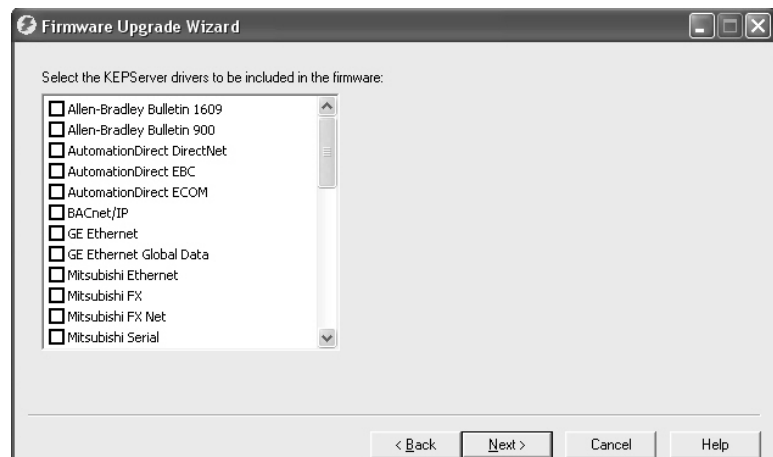 Firmware Upgrade Wizard
Select the KEPServer drivers to be included in the firmware:
Allen-Bradley Bulletin 1609
Allen-Bradley Bulletin 900
AutomationDirect DirectNet
AutomationDirect EBC
AutomationDirect ECOM
BACnet/IP
GE Ethernet
GE Ethernet Global Data
Mitsubishi Ethernet
Mitsubishi FX
Mitsubishi FX Net
Mitsubishi Serial
< Back Next > Cancel Help